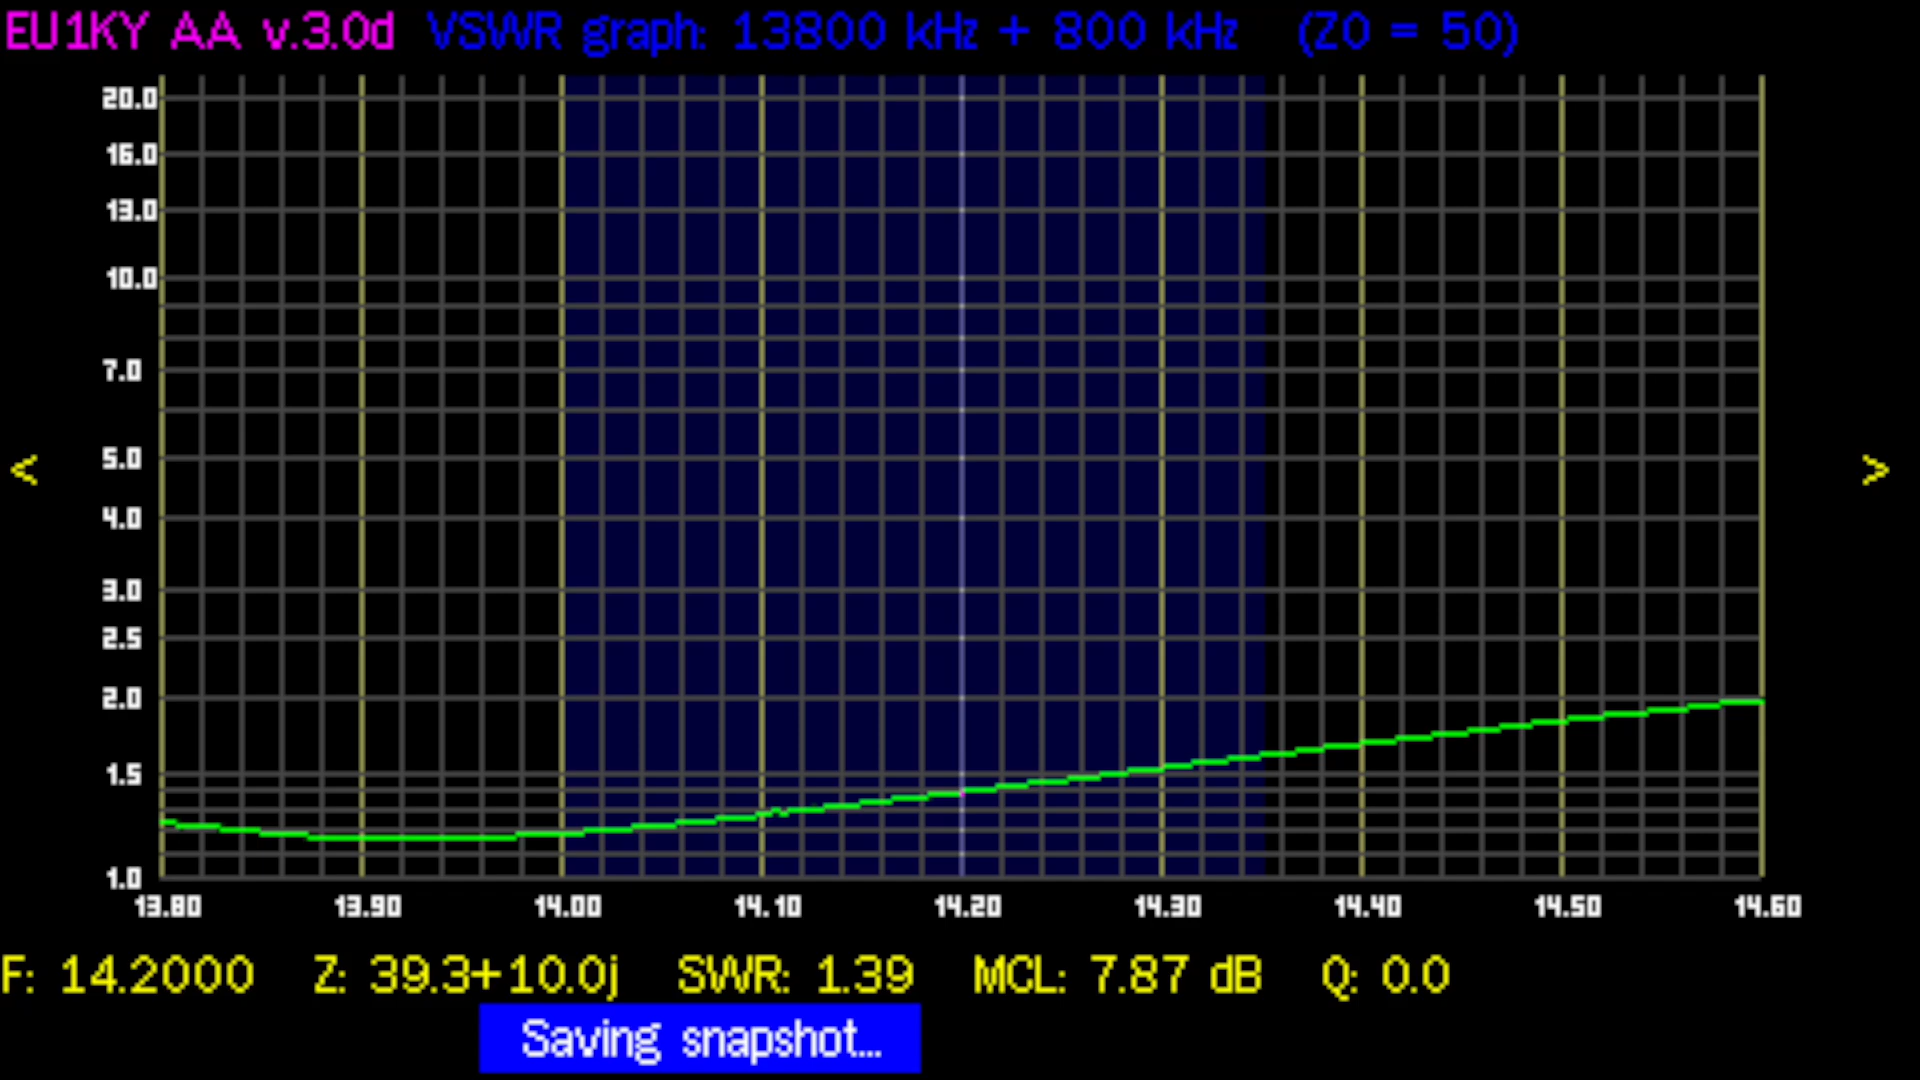 EU1KY AA v.3.0d VSWR graph: 13800 kHz + 800 kHz (Z0 = 50)
20.0
16.0
13.0
10.0
7.0
< 5.0 >
4.0
3.0
2.5
2.0
1.5
1.0
13.80 13.90 14.00 14.10 14.20 14.30 14.40 14.50 14.60
F: 14.2000 Z: 39.3+10.0j SWR: 1.39 MCL: 7.87 dB Q: 0.0
Saving snapshot...